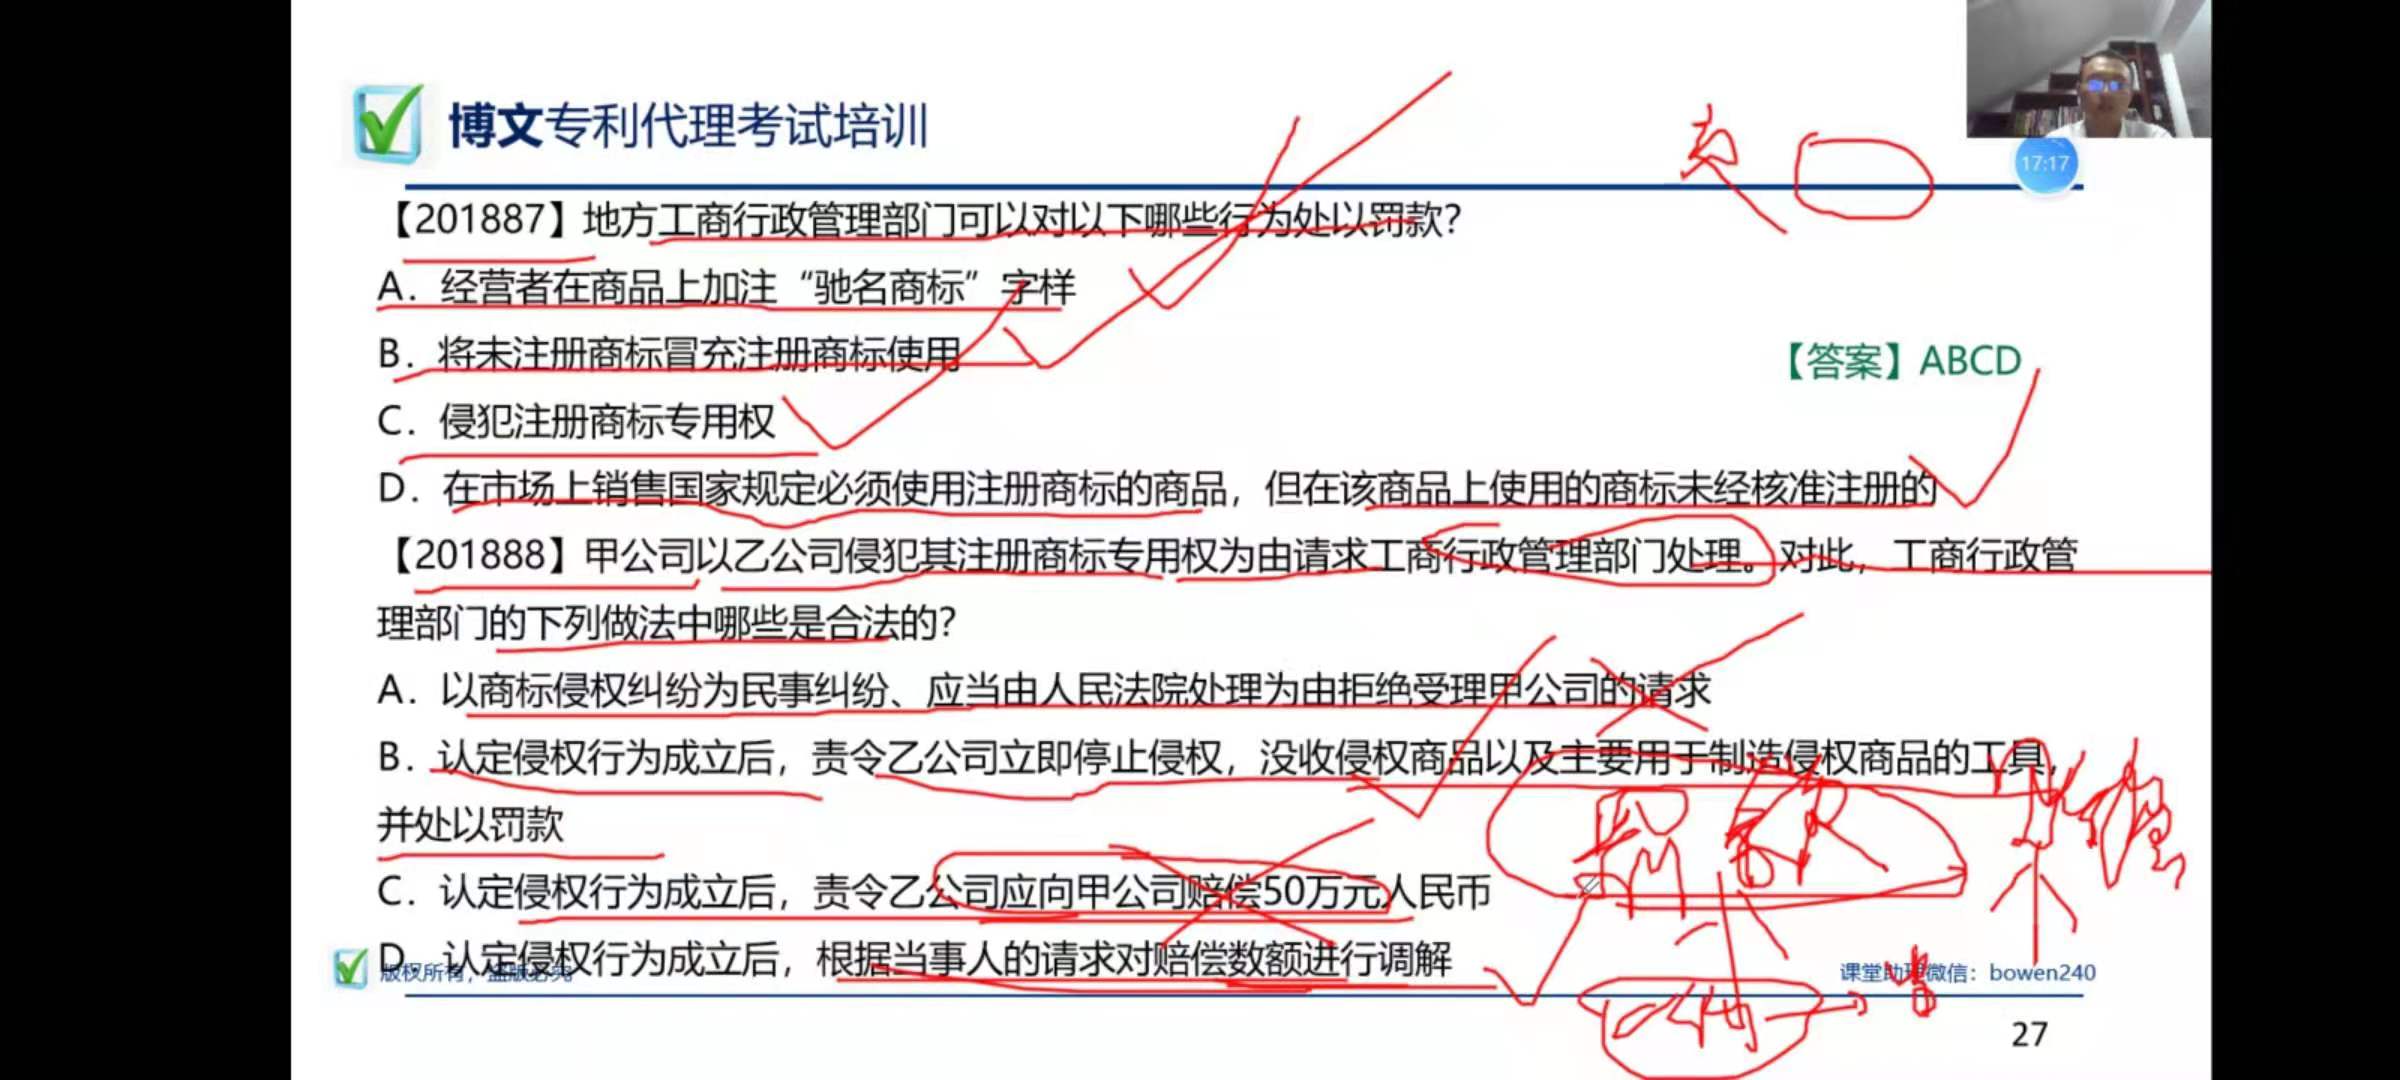 博文专利代理考试培训
17:17
【201887】地方工商行政管理部门可以对以下哪些行为处以罚款？
A．经营者在商品上加注“驰名商标”字样
B．将未注册商标冒充注册商标使用
【答案】ABCD
C．侵犯注册商标专用权
D．在市场上销售国家规定必须使用注册商标的商品，但在该商品上使用的商标未经核准注册的
【201888】甲公司以乙公司侵犯其注册商标专用权为由请求工商行政管理部门处理。对此，工商行政管
理部门的下列做法中哪些是合法的？
A．以商标侵权纠纷为民事纠纷、应当由人民法院处理为由拒绝受理甲公司的请求
B．认定侵权行为成立后，责令乙公司立即停止侵权，没收侵权商品以及主要用于制造侵权商品的工具，
并处以罚款
C．认定侵权行为成立后，责令乙公司应向甲公司赔偿50万元人民币
D．认定侵权行为成立后，根据当事人的请求对赔偿数额进行调解
版权所有，盗版必究
课堂助理微信：bowen240
27